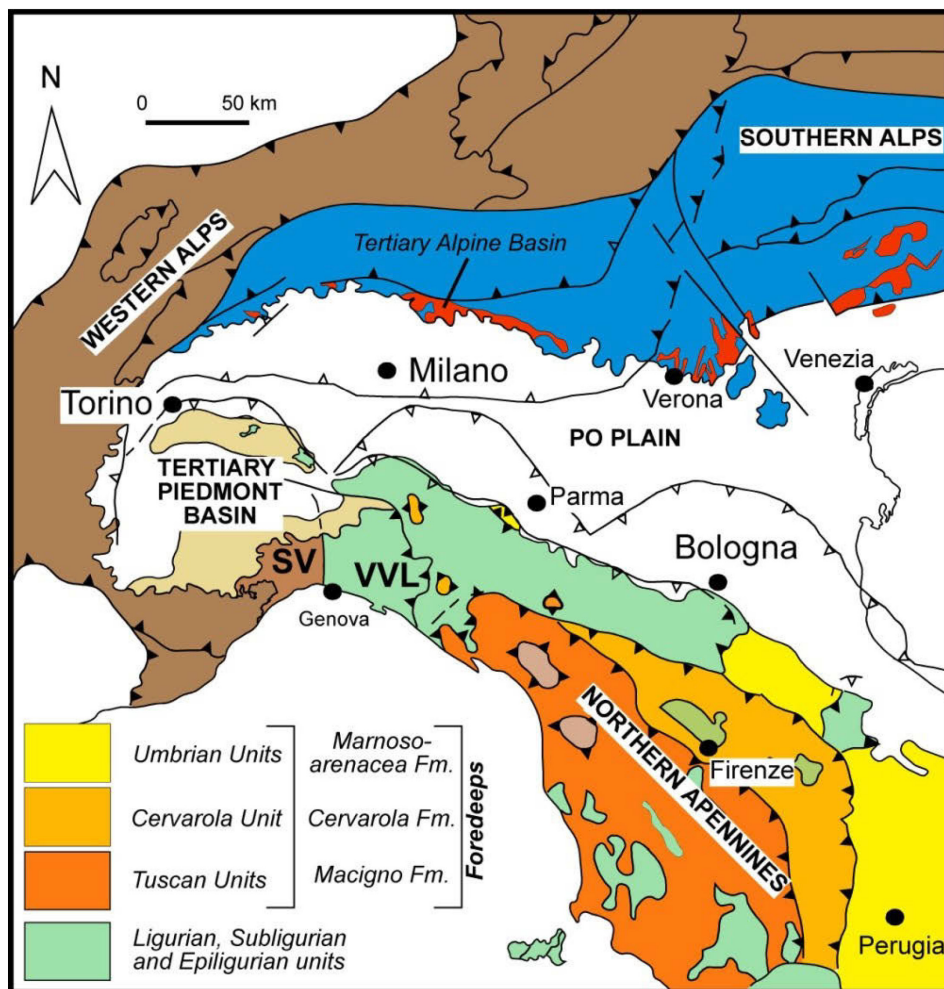 N
0 50 km
SOUTHERN ALPS
Tertiary Alpine Basin
WESTERN ALPS
Milano
Venezia
Verona
Torino
PO PLAIN
TERTIARY
PIEDMONT
BASIN
Parma
Bologna
SV
VVL
Genova
NORTHERN APENNINES
Firenze
Perugia
Umbrian Units
Marnoso-
arenacea Fm.
Cervarola Unit
Cervarola Fm.
Tuscan Units
Macigno Fm.
Foredeeps
Ligurian, Subligurian
and Epiligurian units